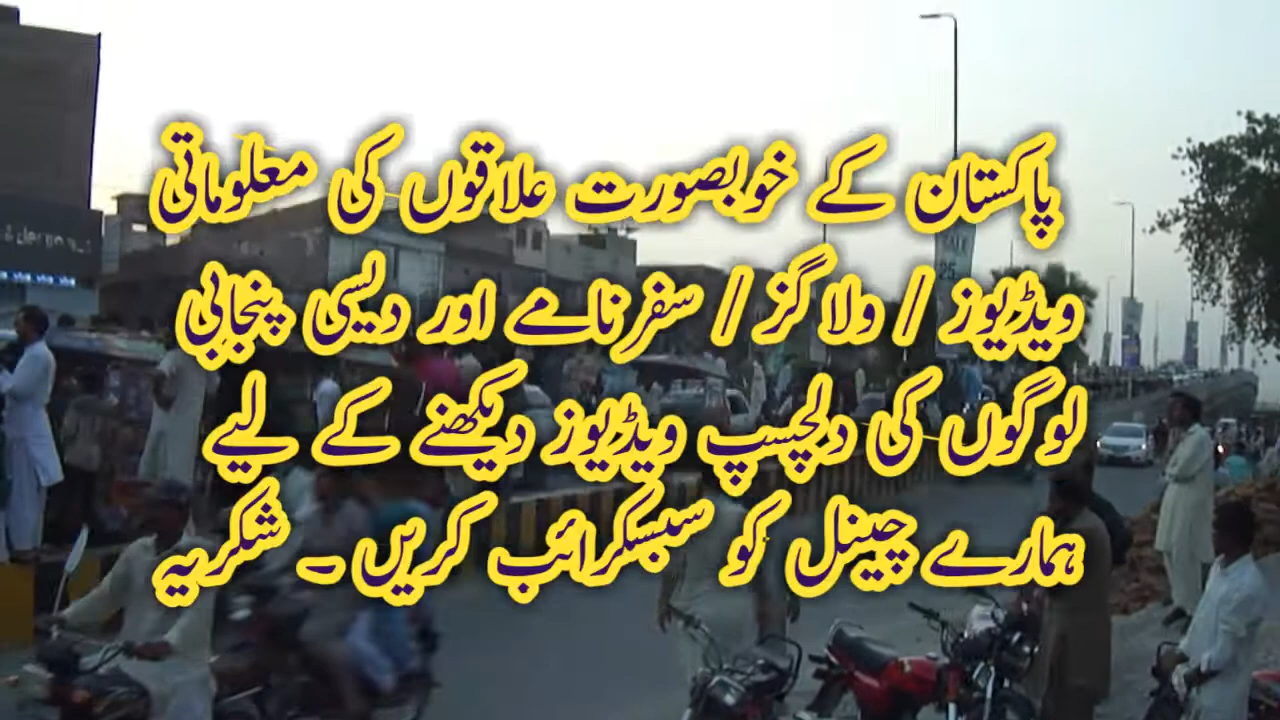 پاکستان کے خوبصورت علاقوں کی معلوماتی
ویڈیوز / ولاگز / سفرنامے اور دیسی پنجابی
لوگوں کی دلچسپ ویڈیوز دیکھنے کے لیے
ہمارے چینل کو سبسکرائب کریں ۔ شکریہ